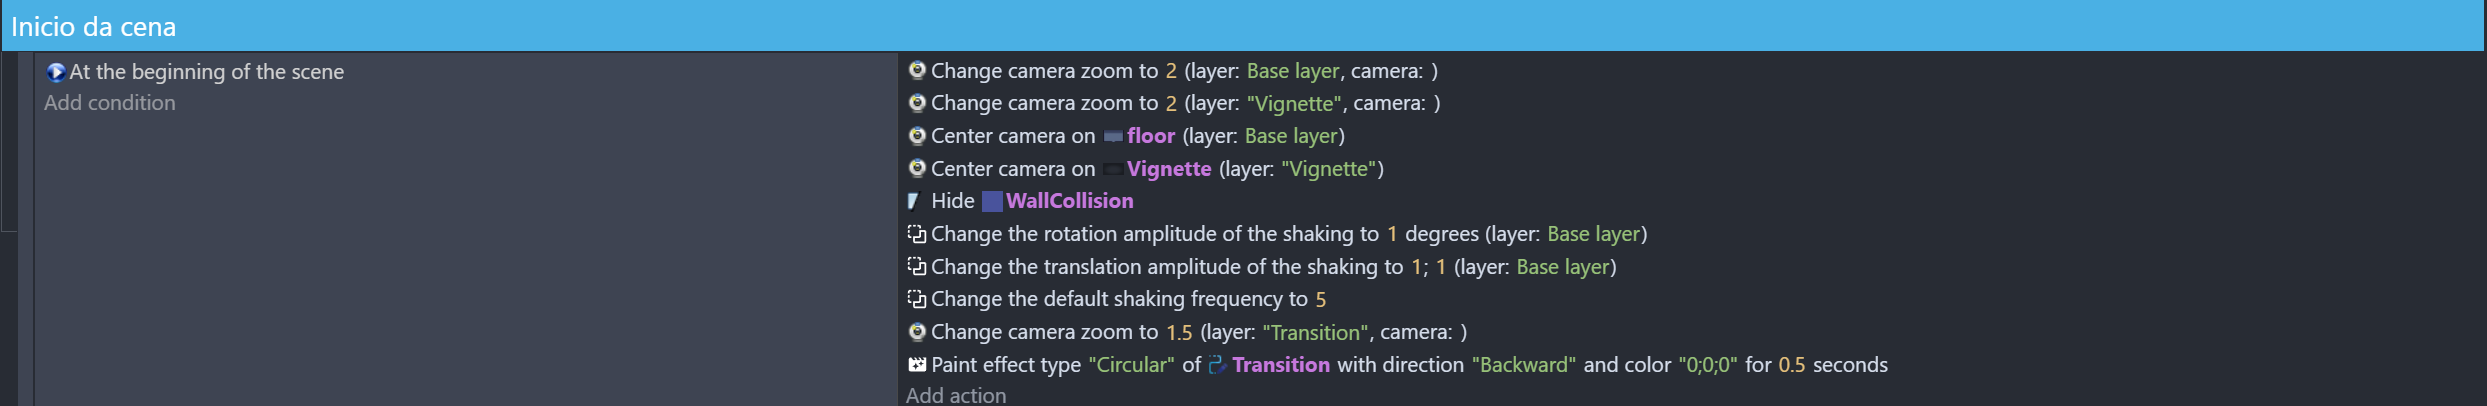 Inicio da cena
At the beginning of the scene
Add condition
Change camera zoom to 2 (layer: Base layer, camera: )
Change camera zoom to 2 (layer: "Vignette", camera: )
Center camera on floor (layer: Base layer)
Center camera on Vignette (layer: "Vignette")
Hide WallCollision
Change the rotation amplitude of the shaking to 1 degrees (layer: Base layer)
Change the translation amplitude of the shaking to 1; 1 (layer: Base layer)
Change the default shaking frequency to 5
Change camera zoom to 1.5 (layer: "Transition", camera: )
Paint effect type "Circular" of Transition with direction "Backward" and color "0;0;0" for 0.5 seconds
Add action